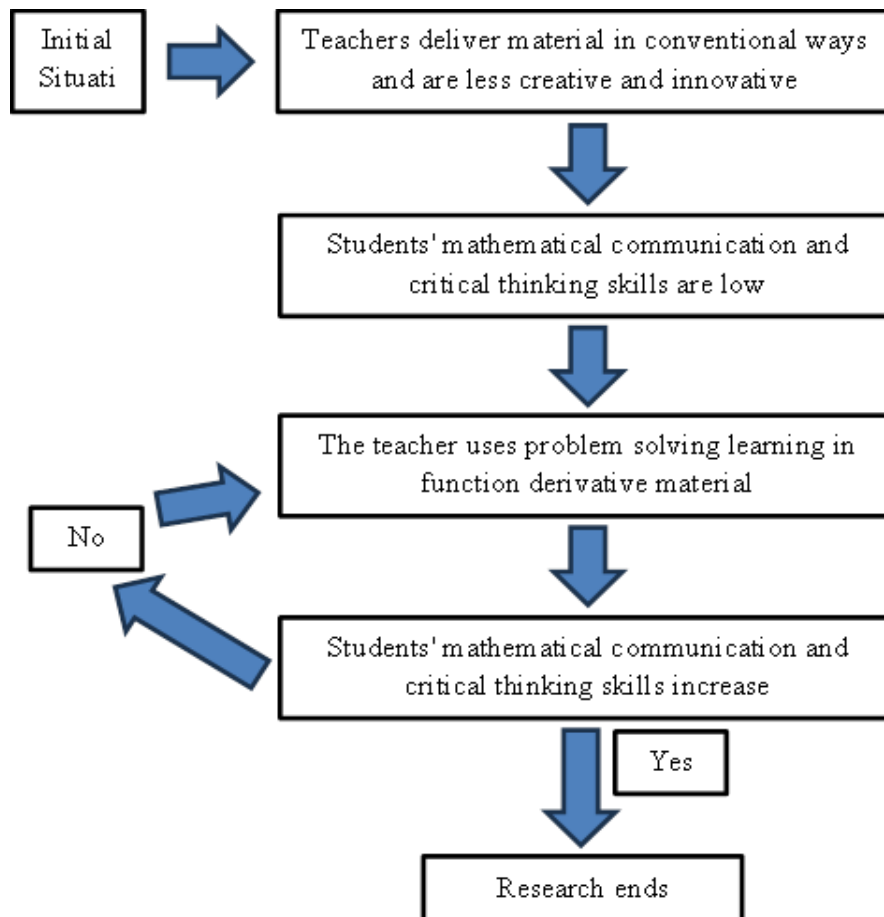 Initial
Situati
Teachers deliver material in conventional ways
and are less creative and innovative
Students' mathematical communication and
critical thinking skills are low
The teacher uses problem solving learning in
function derivative material
No
Students' mathematical communication and
critical thinking skills increase
Yes
Research ends